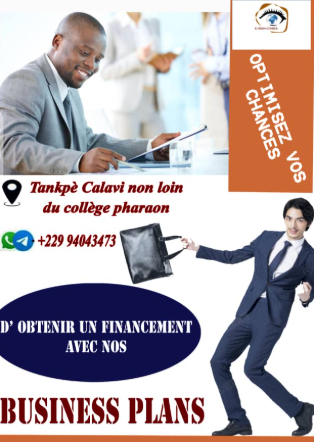 OPTIMISEZ VOS
CHANCES
Tankpè Calavi non loin
du collège pharaon
+229 94043473
D' OBTENIR UN FINANCEMENT
AVEC NOS
BUSINESS PLANS